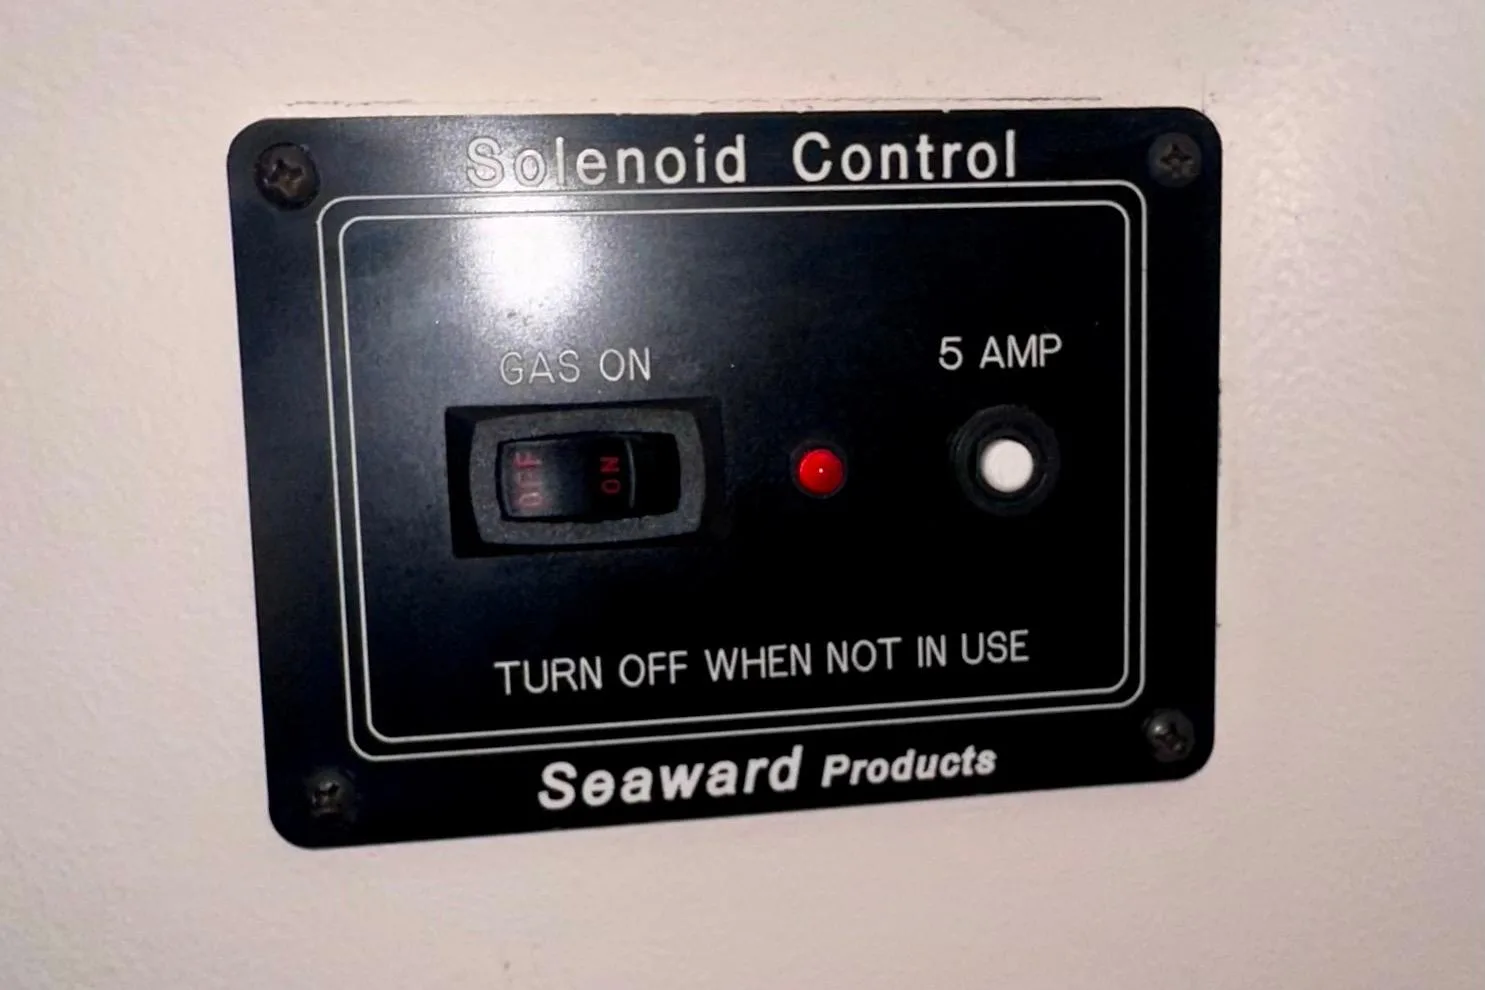 Solenoid Control
GAS ON
5 AMP
OFF
ON
TURN OFF WHEN NOT IN USE
Seaward Products